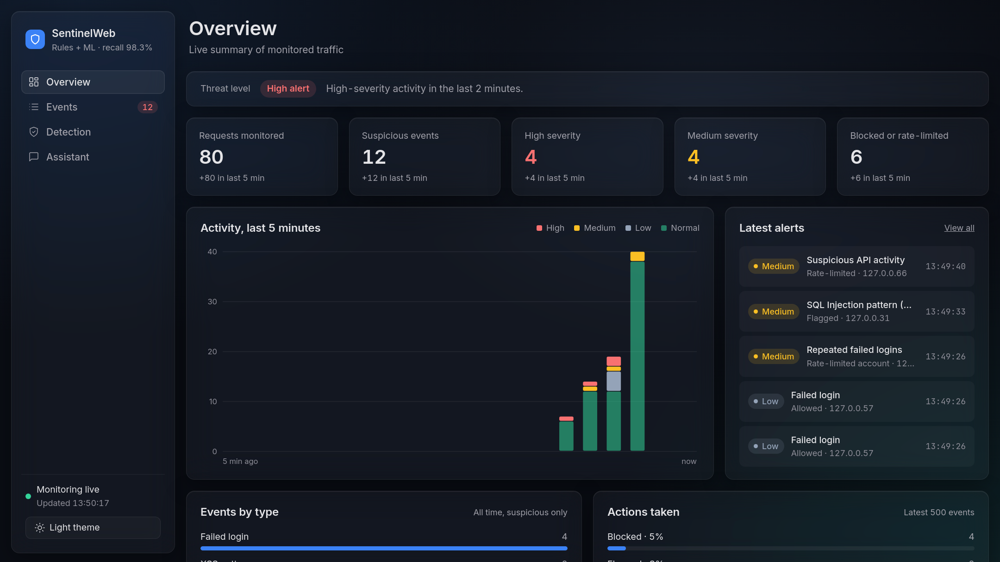 SentinelWeb
Rules + ML · recall 98.3%
Overview
Events 12
Detection
Assistant
Monitoring live
Updated 13:50:17
Light theme
Overview
Live summary of monitored traffic
Threat level High alert High-severity activity in the last 2 minutes.
Requests monitored
80
+80 in last 5 min
Suspicious events
12
+12 in last 5 min
High severity
4
+4 in last 5 min
Medium severity
4
+4 in last 5 min
Blocked or rate-limited
6
+6 in last 5 min
Activity, last 5 minutes
High Medium Low Normal
40
30
20
10
0
5 min ago now
Latest alerts View all
Medium Suspicious API activity 13:49:40
Rate-limited · 127.0.0.66
Medium SQL Injection pattern (... 13:49:33
Flagged · 127.0.0.31
Medium Repeated failed logins 13:49:26
Rate-limited account · 12...
Low Failed login 13:49:26
Allowed · 127.0.0.57
Low Failed login 13:49:26
Allowed · 127.0.0.57
Events by type All time, suspicious only
Failed login 4
Actions taken Latest 500 events
Blocked · 5% 4